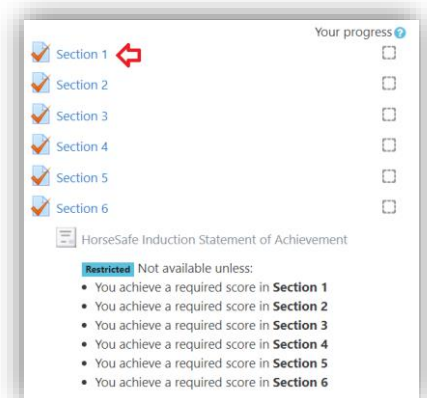 Your progress ?
Section 1
Section 2
Section 3
Section 4
Section 5
Section 6
HorseSafe Induction Statement of Achievement
Restricted Not available unless:
• You achieve a required score in Section 1
• You achieve a required score in Section 2
• You achieve a required score in Section 3
• You achieve a required score in Section 4
• You achieve a required score in Section 5
• You achieve a required score in Section 6